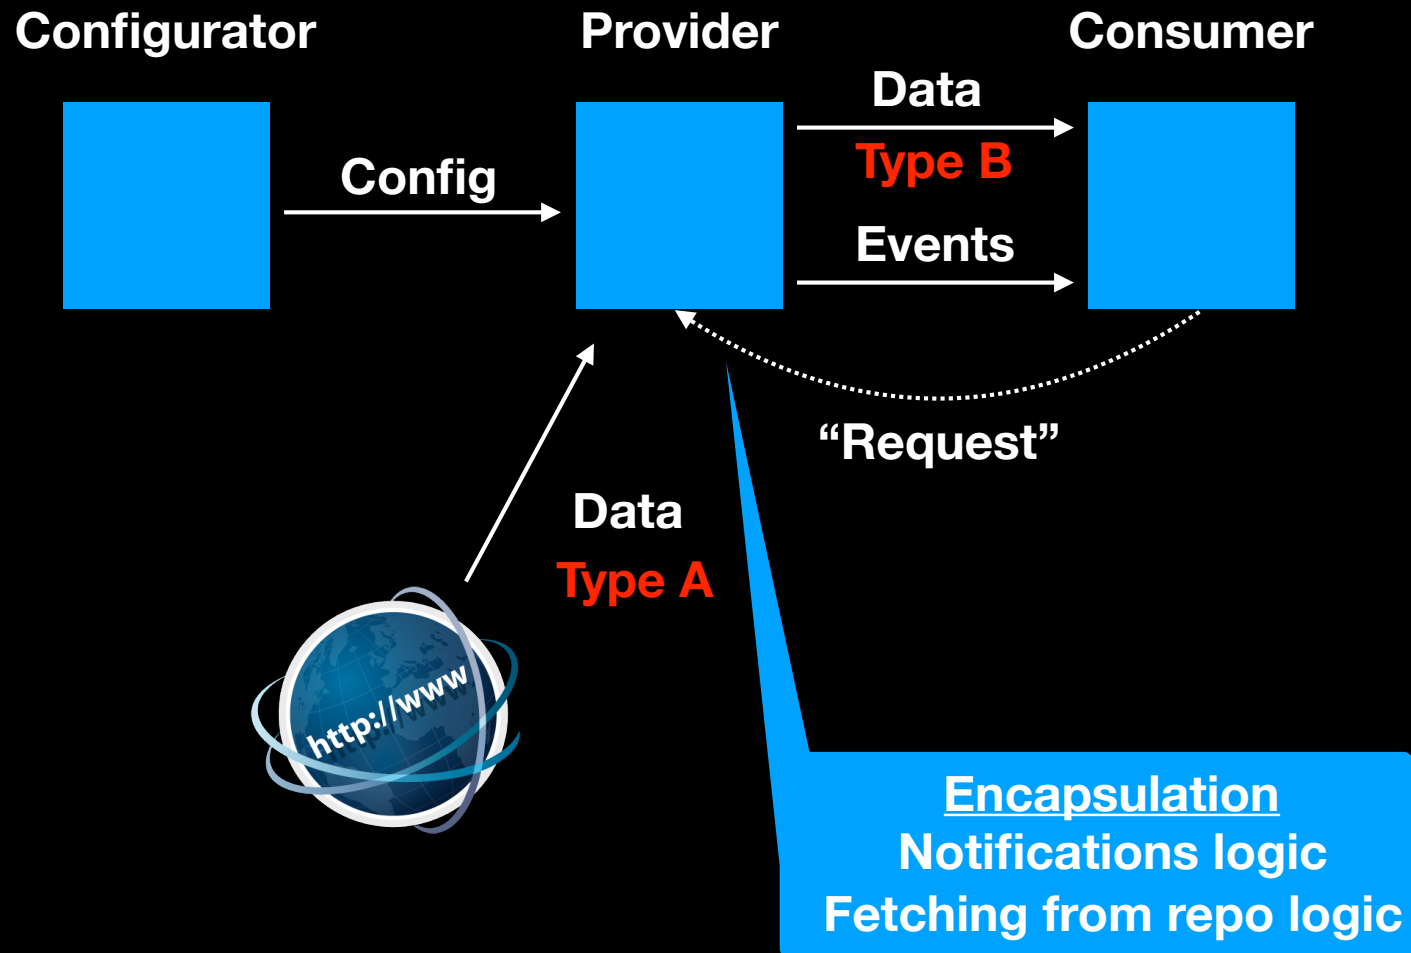 Configurator
Provider
Consumer
Config
Data
Type B
Events
“Request”
Data
Type A
http://www
Encapsulation
Notifications logic
Fetching from repo logic